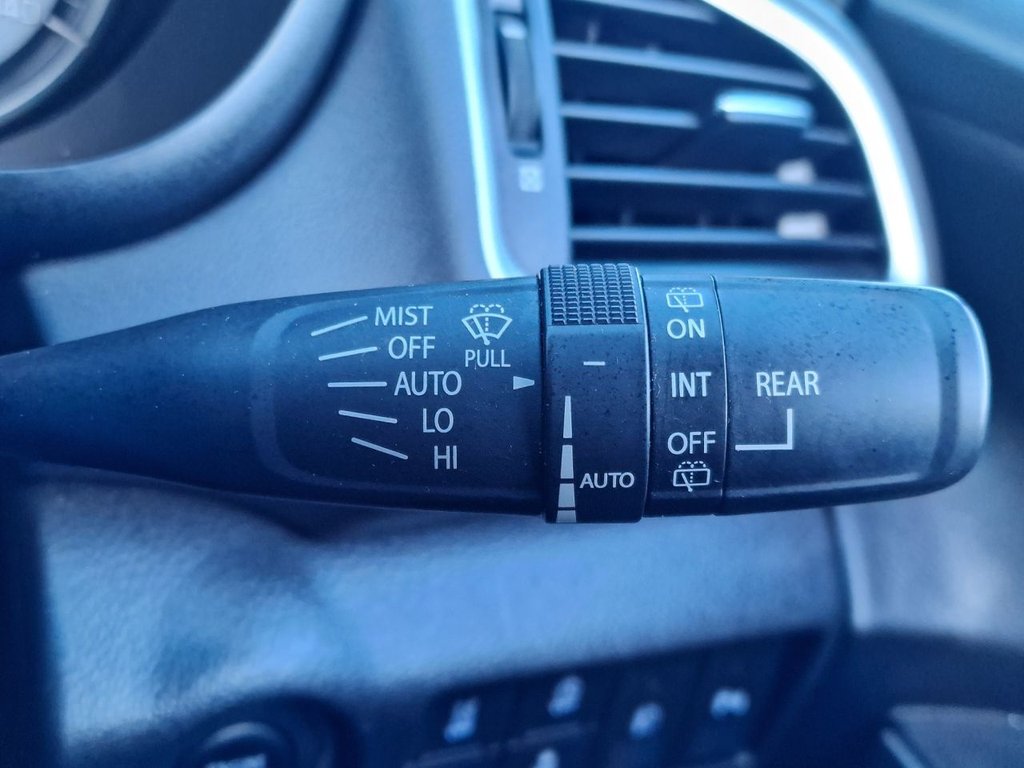 MIST
OFF
AUTO
LO
HI
PULL
AUTO
ON
INT
OFF
REAR